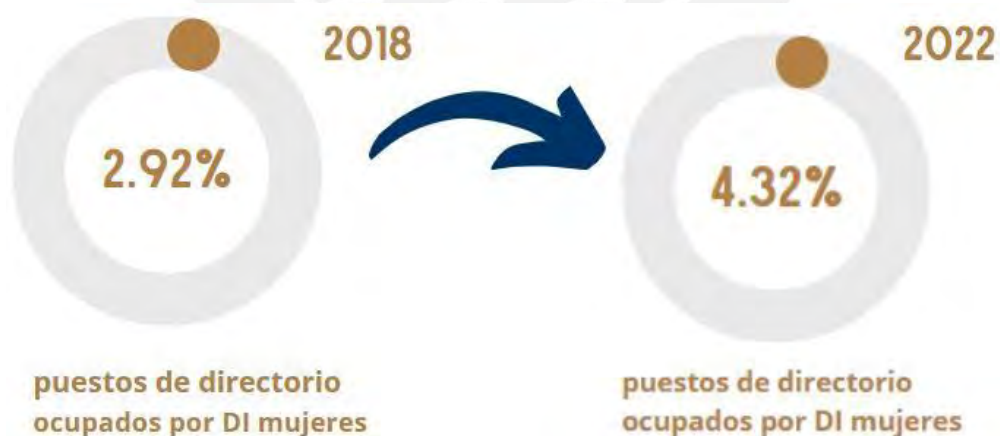 2018
2.92%
puestos de directorio
ocupados por DI mujeres
2022
4.32%
puestos de directorio
ocupados por DI mujeres